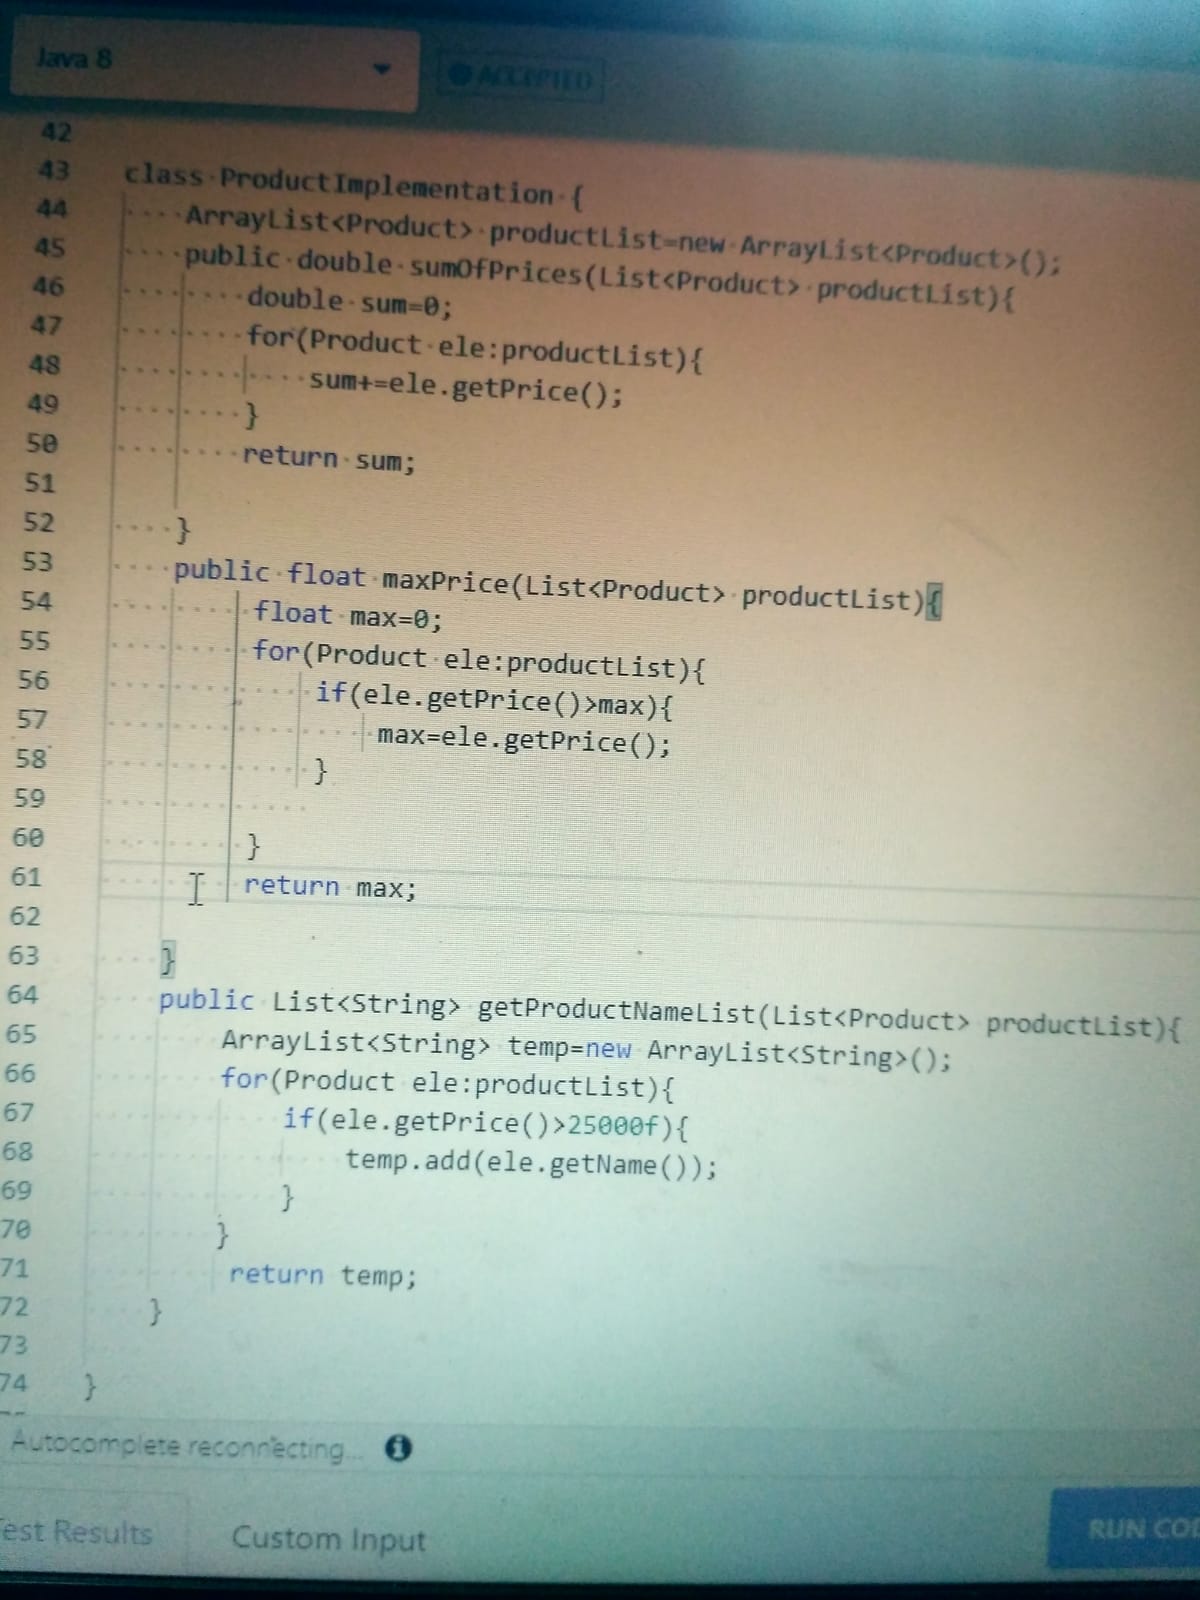 Java 8
ACCEPTED
42
43 class ProductImplementation {
44 ArrayList<Product> productList=new ArrayList<Product>();
45 public double sumOfPrices(List<Product> productList){
46 double sum=0;
47 for(Product ele:productList){
48 sum+=ele.getPrice();
49 }
50 return sum;
51
52 }
53 public float maxPrice(List<Product> productList){
54 float max=0;
55 for(Product ele:productList){
56 if(ele.getPrice()>max){
57 max=ele.getPrice();
58 }
59
60 }
61 return max;
62
63 }
64 public List<String> getProductNameList(List<Product> productList){
65 ArrayList<String> temp=new ArrayList<String>();
66 for(Product ele:productList){
67 if(ele.getPrice()>25000f){
68 temp.add(ele.getName());
69 }
70 }
71 return temp;
72 }
73
74 }
Autocomplete reconnecting...
est Results Custom Input RUN CO